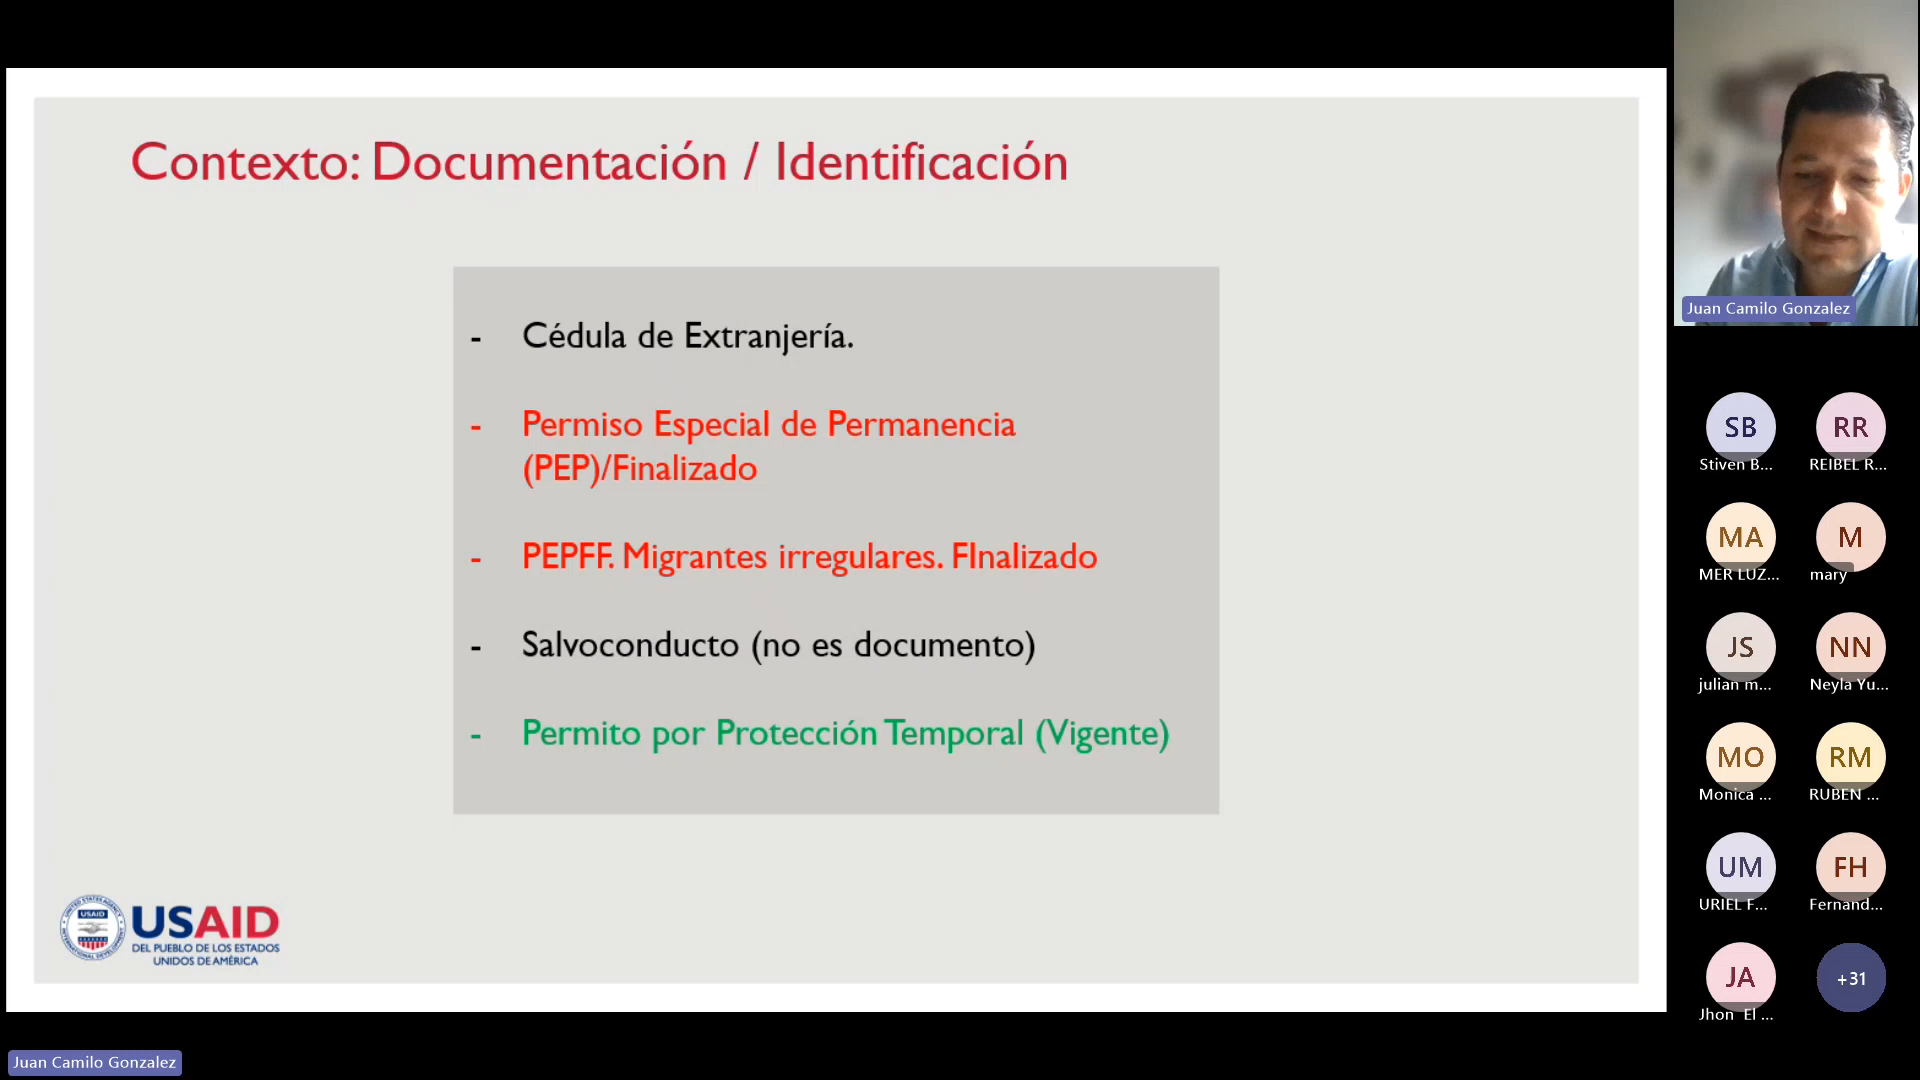 Contexto: Documentación / Identificación
- Cédula de Extranjería.
- Permiso Especial de Permanencia
(PEP)/Finalizado
- PEPFF. Migrantes irregulares. FInalizado
- Salvoconducto (no es documento)
- Permito por Protección Temporal (Vigente)
USAID
USAID
DEL PUEBLO DE LOS ESTADOS
UNIDOS DE AMÉRICA
Juan Camilo Gonzalez
Juan Camilo Gonzalez
SB
Stiven B...
RR
REIBEL R...
MA
MER LUZ...
M
mary
JS
julian m...
NN
Neyla Yu...
MO
Monica ...
RM
RUBEN ...
UM
URIEL F...
FH
Fernand...
JA
Jhon El ...
+31